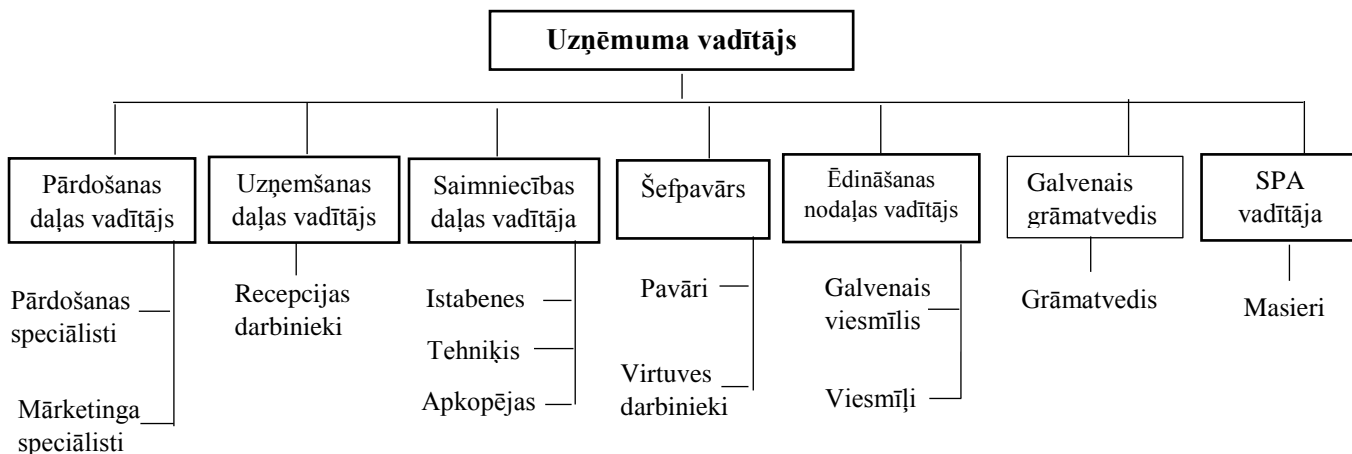 Uzņēmuma vadītājs
Pārdošanas
daļas vadītājs
Uzņemšanas
daļas vadītājs
Saimniecības
daļas vadītāja
Šefpavārs
Ēdināšanas
nodaļas vadītājs
Galvenais
grāmatvedis
SPA
vadītāja
Pārdošanas
speciālisti
Mārketinga
speciālisti
Recepcijas
darbinieki
Istabenes
Tehniķis
Apkopējas
Pavāri
Virtuves
darbinieki
Galvenais
viesmīlis
Viesmīļi
Grāmatvedis
Masieri